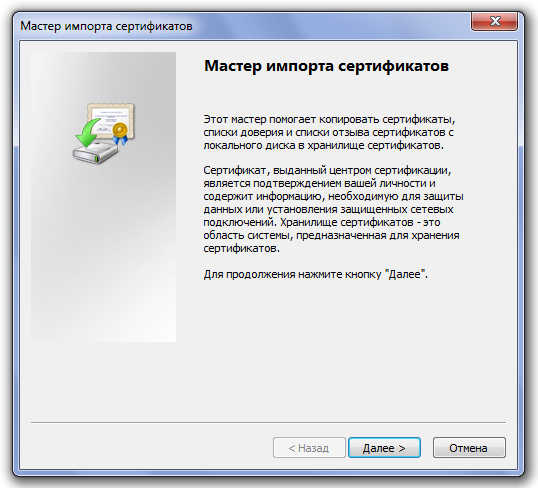 Мастер импорта сертификатов
Мастер импорта сертификатов
Этот мастер помогает копировать сертификаты,
списки доверия и списки отзыва сертификатов с
локального диска в хранилище сертификатов.
Сертификат, выданный центром сертификации,
является подтверждением вашей личности и
содержит информацию, необходимую для защиты
данных или установления защищенных сетевых
подключений. Хранилище сертификатов - это
область системы, предназначенная для хранения
сертификатов.
Для продолжения нажмите кнопку "Далее".
< Назад Далее > Отмена